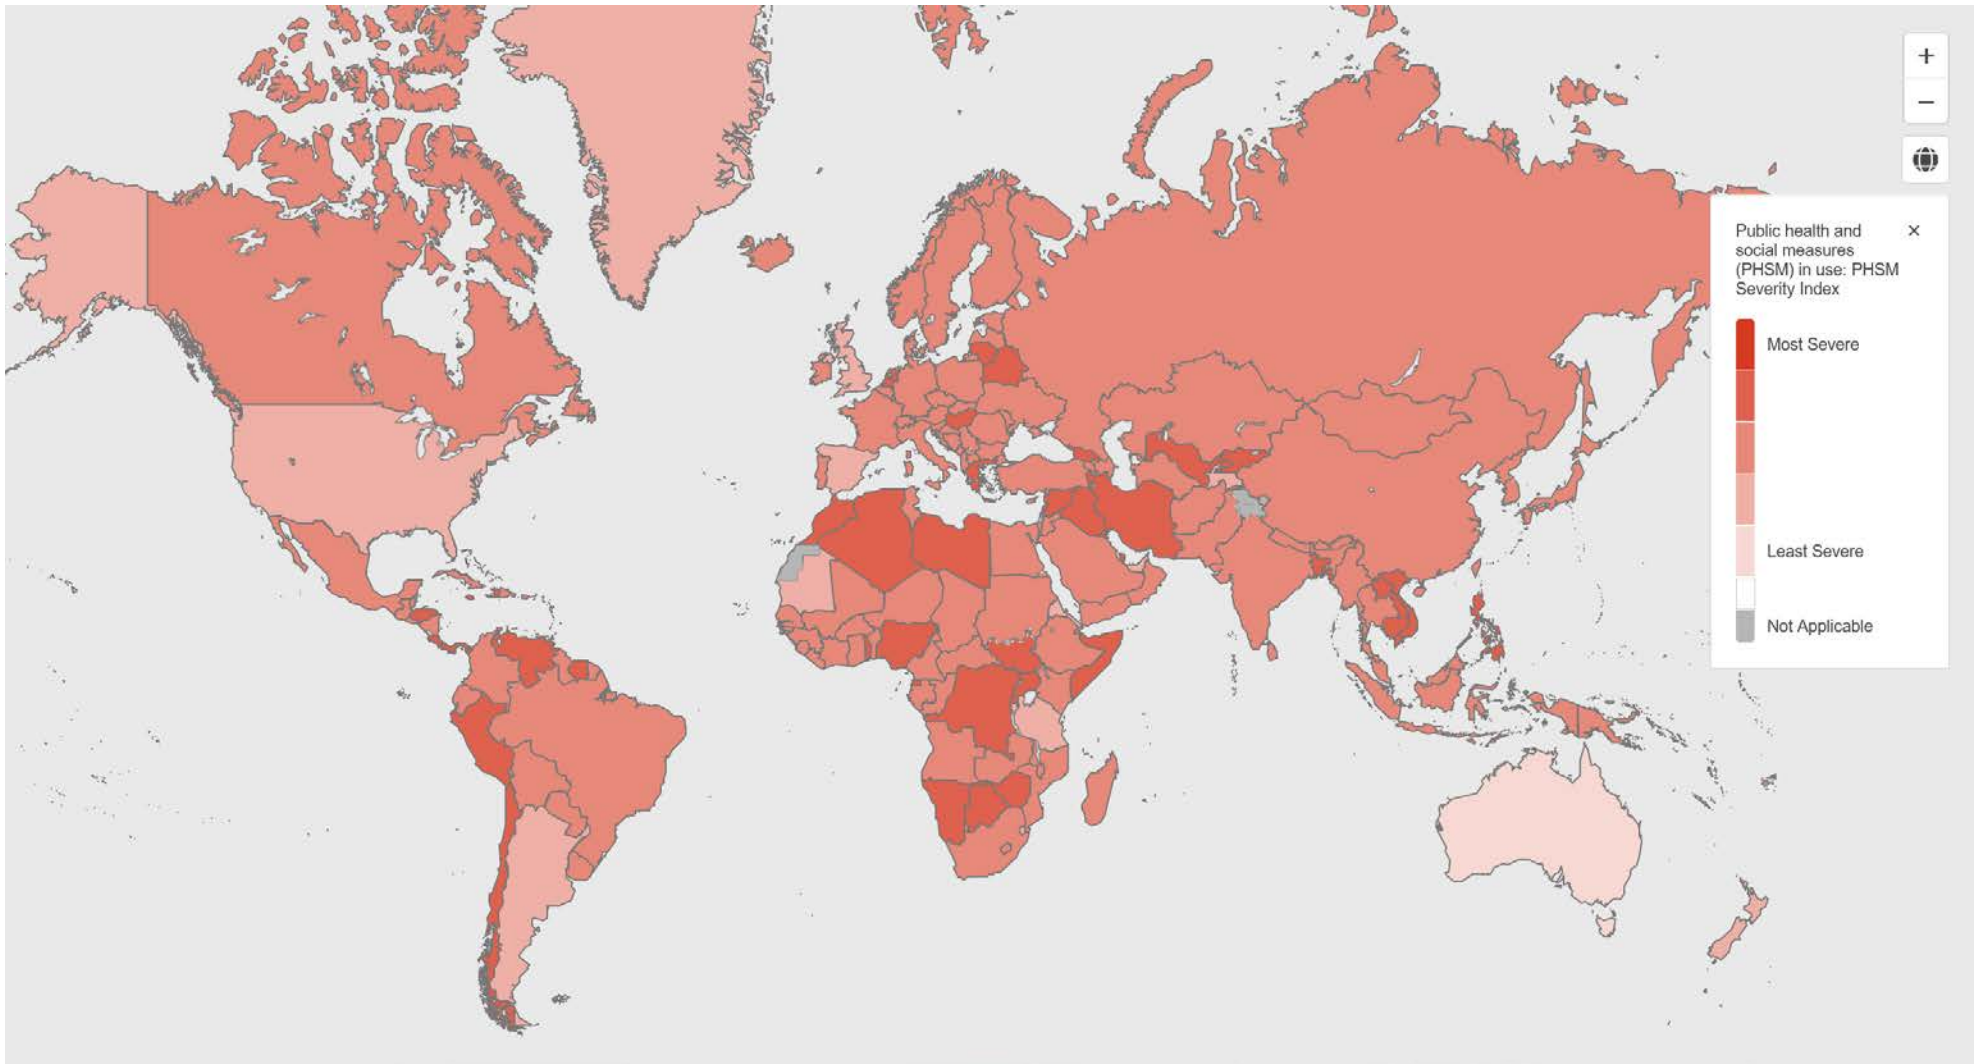 +
−
Public health and
social measures
(PHSM) in use: PHSM
Severity Index
×
Most Severe
Least Severe
Not Applicable